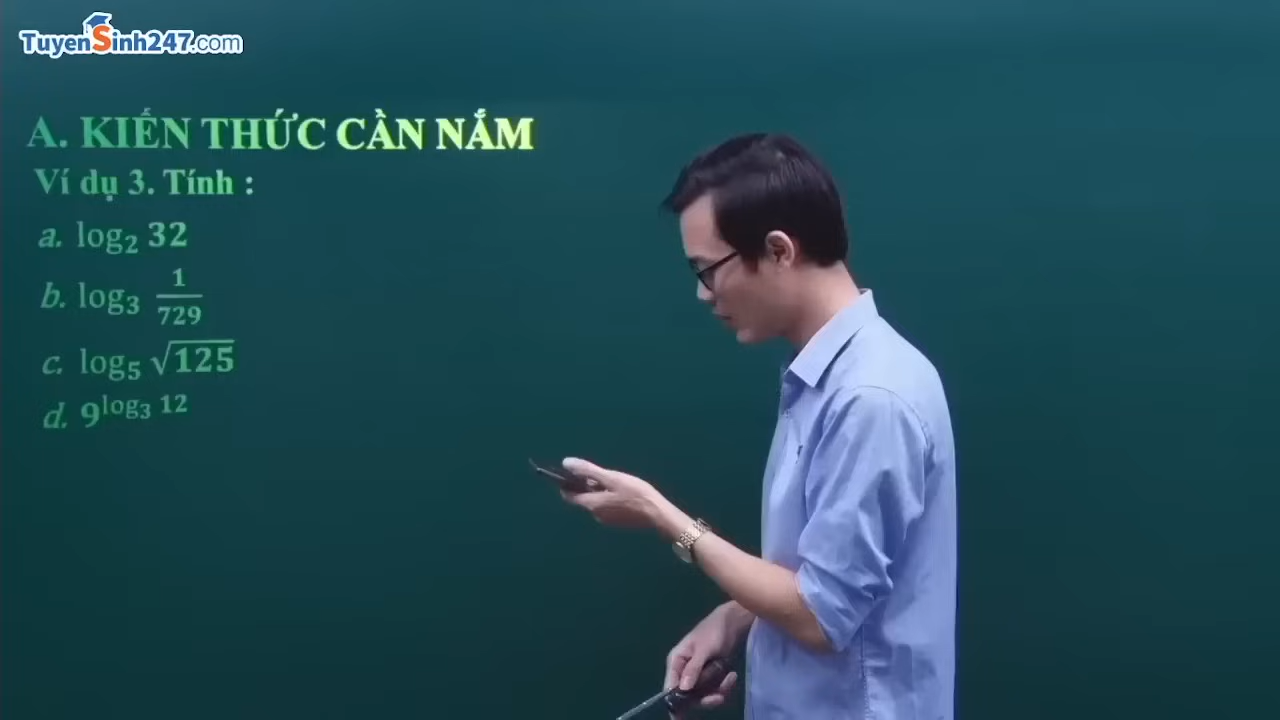 TuyenSinh247.com
A. KIẾN THỨC CẦN NẮM
Ví dụ 3. Tính :
a. log₂ 32
b. log₃ 1/729
c. log₅ √125
d. 9^(log₃ 12)